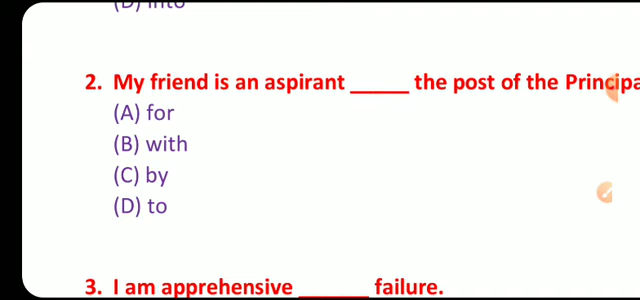 (D) into
2. My friend is an aspirant _____ the post of the Principa
(A) for
(B) with
(C) by
(D) to
3. I am apprehensive ______ failure.